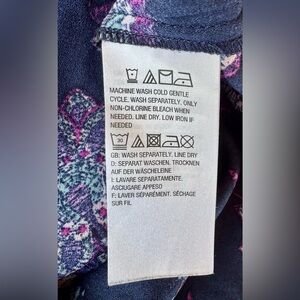 MACHINE WASH COLD GENTLE
CYCLE. WASH SEPARATELY. ONLY
NON-CHLORINE BLEACH WHEN
NEEDED. LINE DRY. LOW IRON IF
NEEDED
30
GB: WASH SEPARATELY. LINE DRY
D: SEPARAT WASCHEN. TROCKNEN
AUF DER WÄSCHELEINE
I: LAVARE SEPARATAMENTE.
ASCIUGARE APPESO
F: LAVER SÉPARÉMENT. SÉCHAGE
SUR FIL